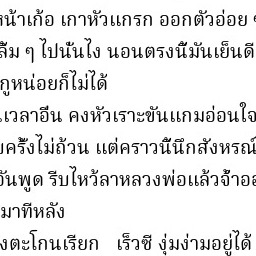 หน้าเก้อ เกาหัวแกรก ออกตัวอ่อย
ลิ้ม ๆ ไปนั่นไง นอนตรงนี้มันเย็นดี
กูหน่อยก็ไม่ได้
เวลาอื่น คงหัวเราะขันแกมอ่อนใจ
ครั้งไม่ถ้วน แต่คราวนี้นึกสังหรณ์
ฉันพูด รีบไหว้ลาหลวงพ่อแล้วจ้ำอ
มาทีหลัง
งตะโกนเรียก เร็วซี งุ่มง่ามอยู่ได้